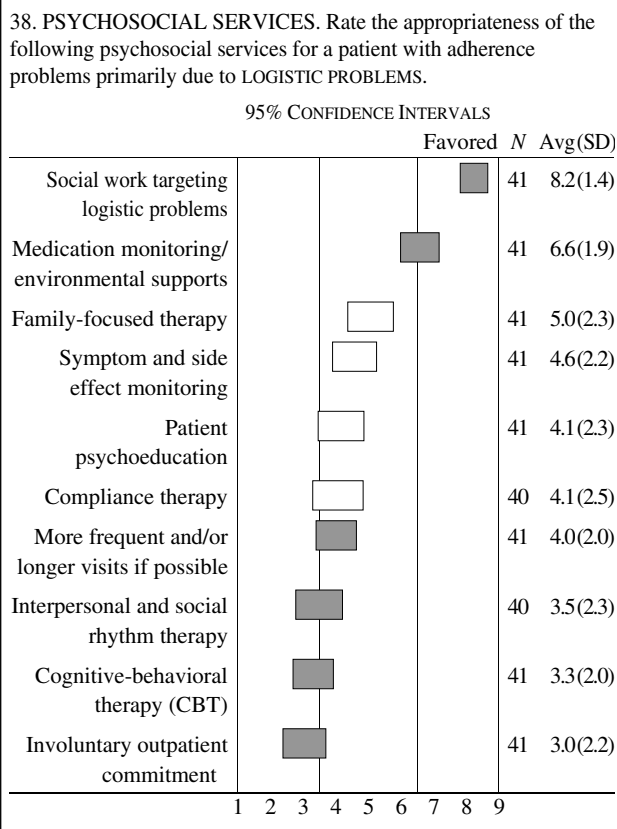 38. PSYCHOSOCIAL SERVICES. Rate the appropriateness of the
following psychosocial services for a patient with adherence
problems primarily due to LOGISTIC PROBLEMS.
95% CONFIDENCE INTERVALS
Favored N Avg(SD)
Social work targeting
logistic problems 41 8.2(1.4)
Medication monitoring/
environmental supports 41 6.6(1.9)
Family-focused therapy 41 5.0(2.3)
Symptom and side
effect monitoring 41 4.6(2.2)
Patient
psychoeducation 41 4.1(2.3)
Compliance therapy 40 4.1(2.5)
More frequent and/or
longer visits if possible 41 4.0(2.0)
Interpersonal and social
rhythm therapy 40 3.5(2.3)
Cognitive-behavioral
therapy (CBT) 41 3.3(2.0)
Involuntary outpatient
commitment 41 3.0(2.2)
1 2 3 4 5 6 7 8 9